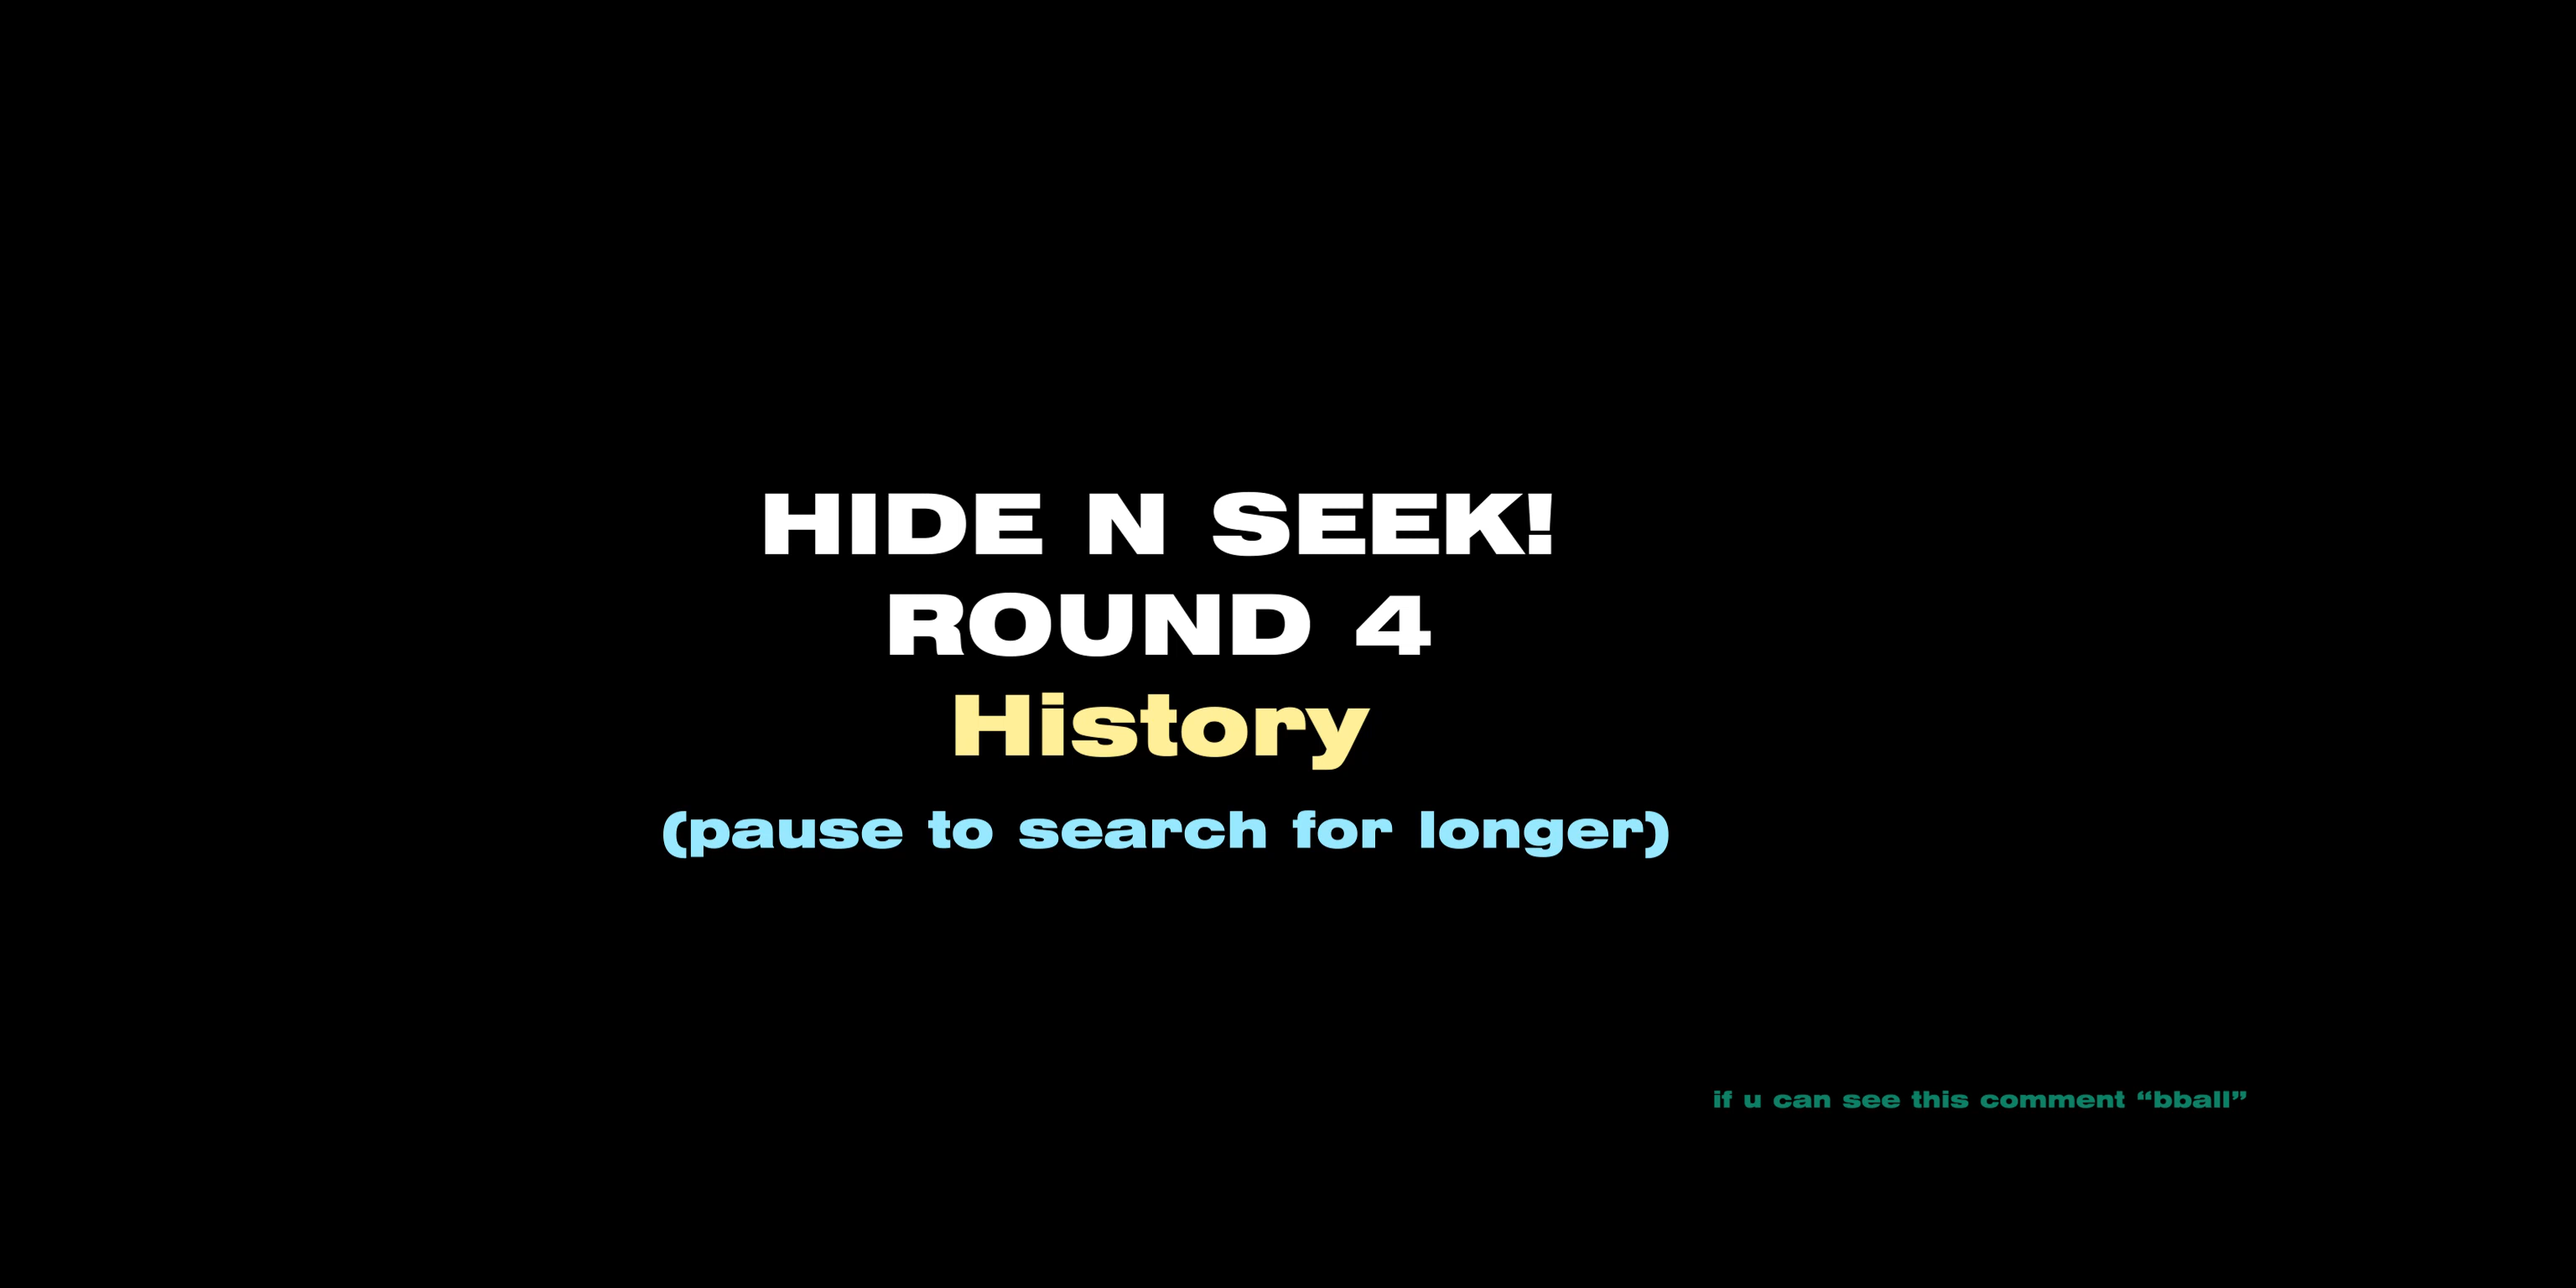 HIDE N SEEK!
ROUND 4
History
(pause to search for longer)
if u can see this comment “bball”